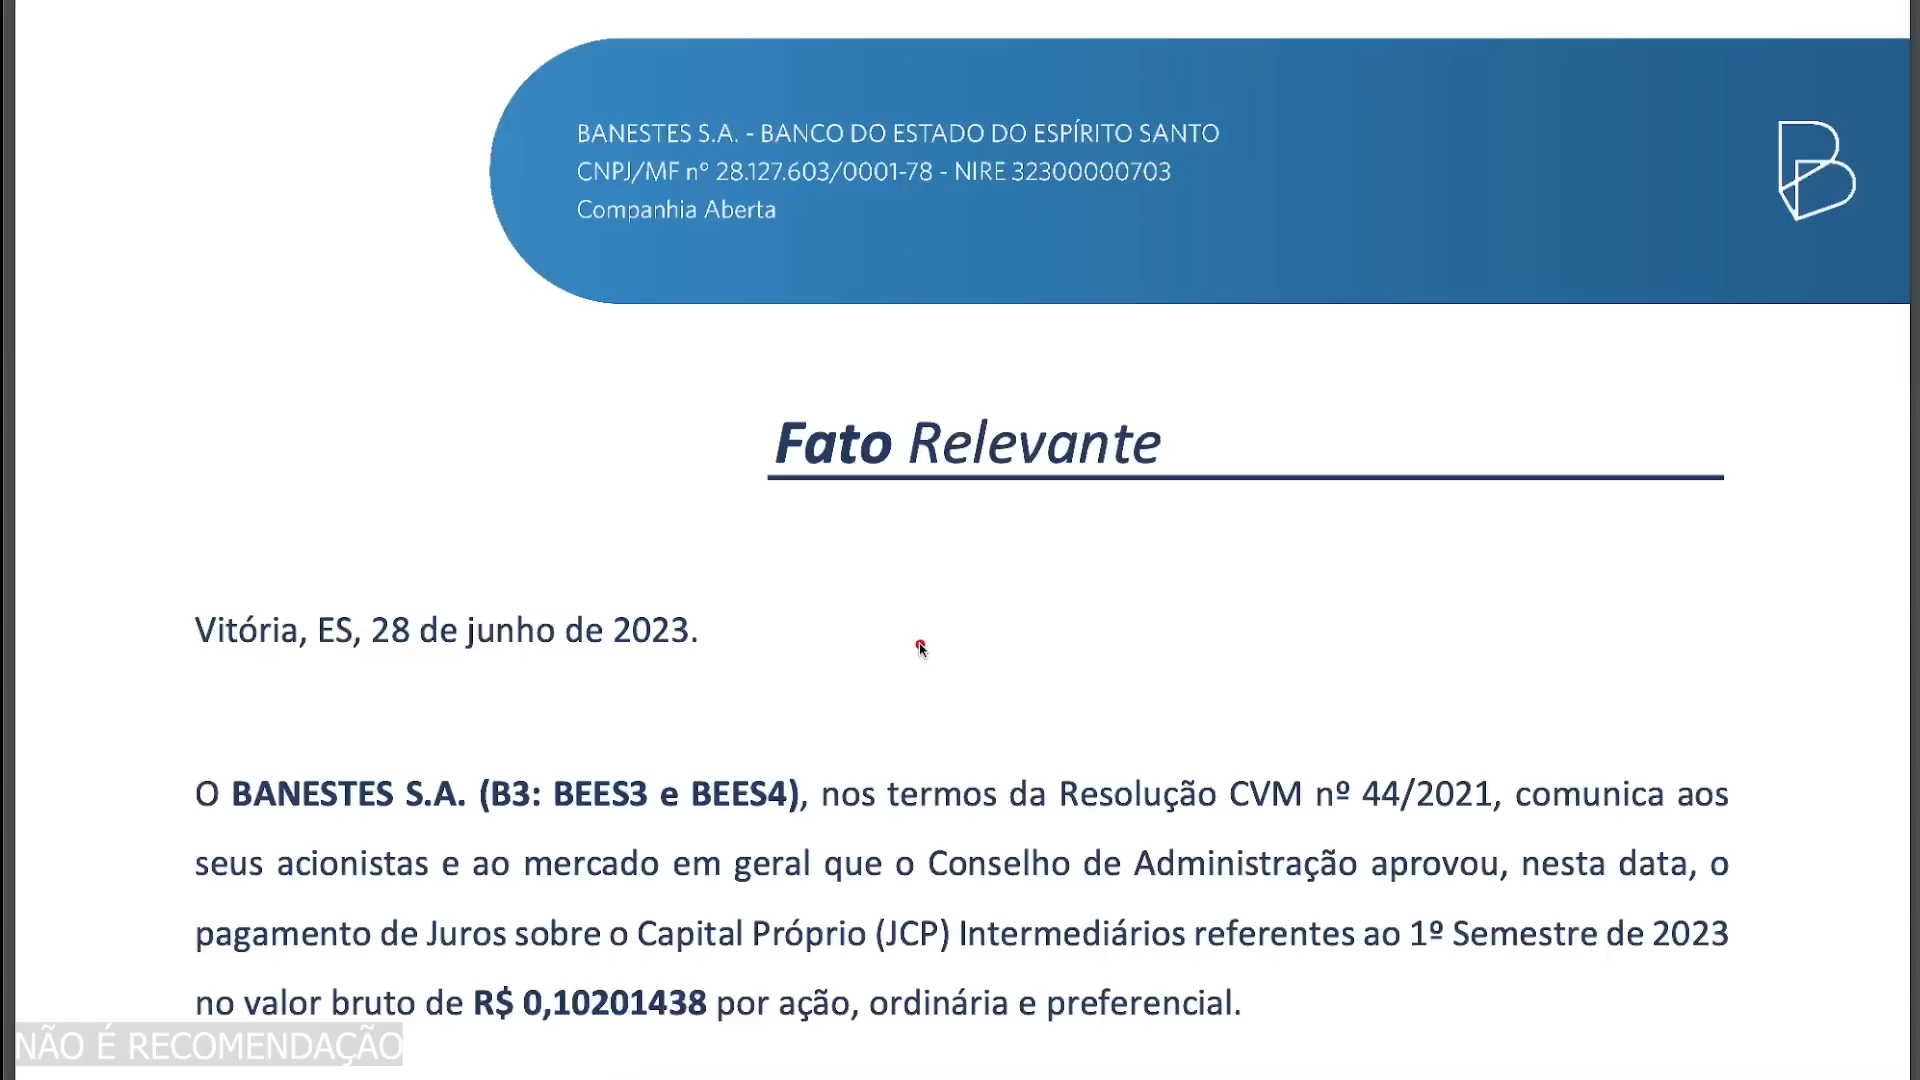 BANESTES S.A. - BANCO DO ESTADO DO ESPÍRITO SANTO
CNPJ/MF nº 28.127.603/0001-78 - NIRE 32300000703
Companhia Aberta
Fato Relevante
Vitória, ES, 28 de junho de 2023.
O BANESTES S.A. (B3: BEES3 e BEES4), nos termos da Resolução CVM nº 44/2021, comunica aos
seus acionistas e ao mercado em geral que o Conselho de Administração aprovou, nesta data, o
pagamento de Juros sobre o Capital Próprio (JCP) Intermediários referentes ao 1º Semestre de 2023
no valor bruto de R$ 0,10201438 por ação, ordinária e preferencial.
NÃO É RECOMENDAÇÃO